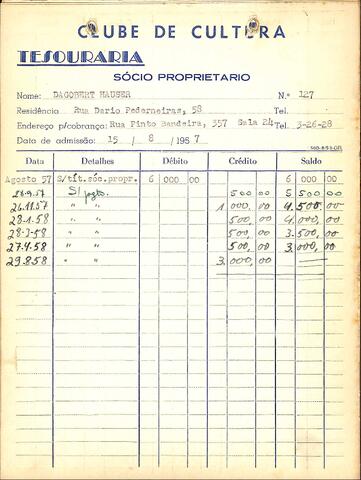 CLUBE DE CULTURA
TESOURARIA
SÓCIO PROPRIETARIO
Nome: DAGOBERT HAUSER N.º 127
Residência Rua Dario Pederneiras, 58 Tel.
Endereço p/cobrança: Rua Pinto Bandeira, 357 Sala 24 Tel. 3-26-28
Data de admissão: 15 / 8 / 1957
Data Detalhes Débito Crédito Saldo
Agosto 57 S/tít.sóc.propr. 6 000 00 6 000 00
S/ pagto. 500 00 5 500 00
26.11.57 " " 1 000,00 4.500,00
28-1-58 " " 500,00 4.000,00
28-3-58 " " 500,00 3.500,00
27-4-58 " " 500,00 3.000,00
29.8.58 " " 3.000,00